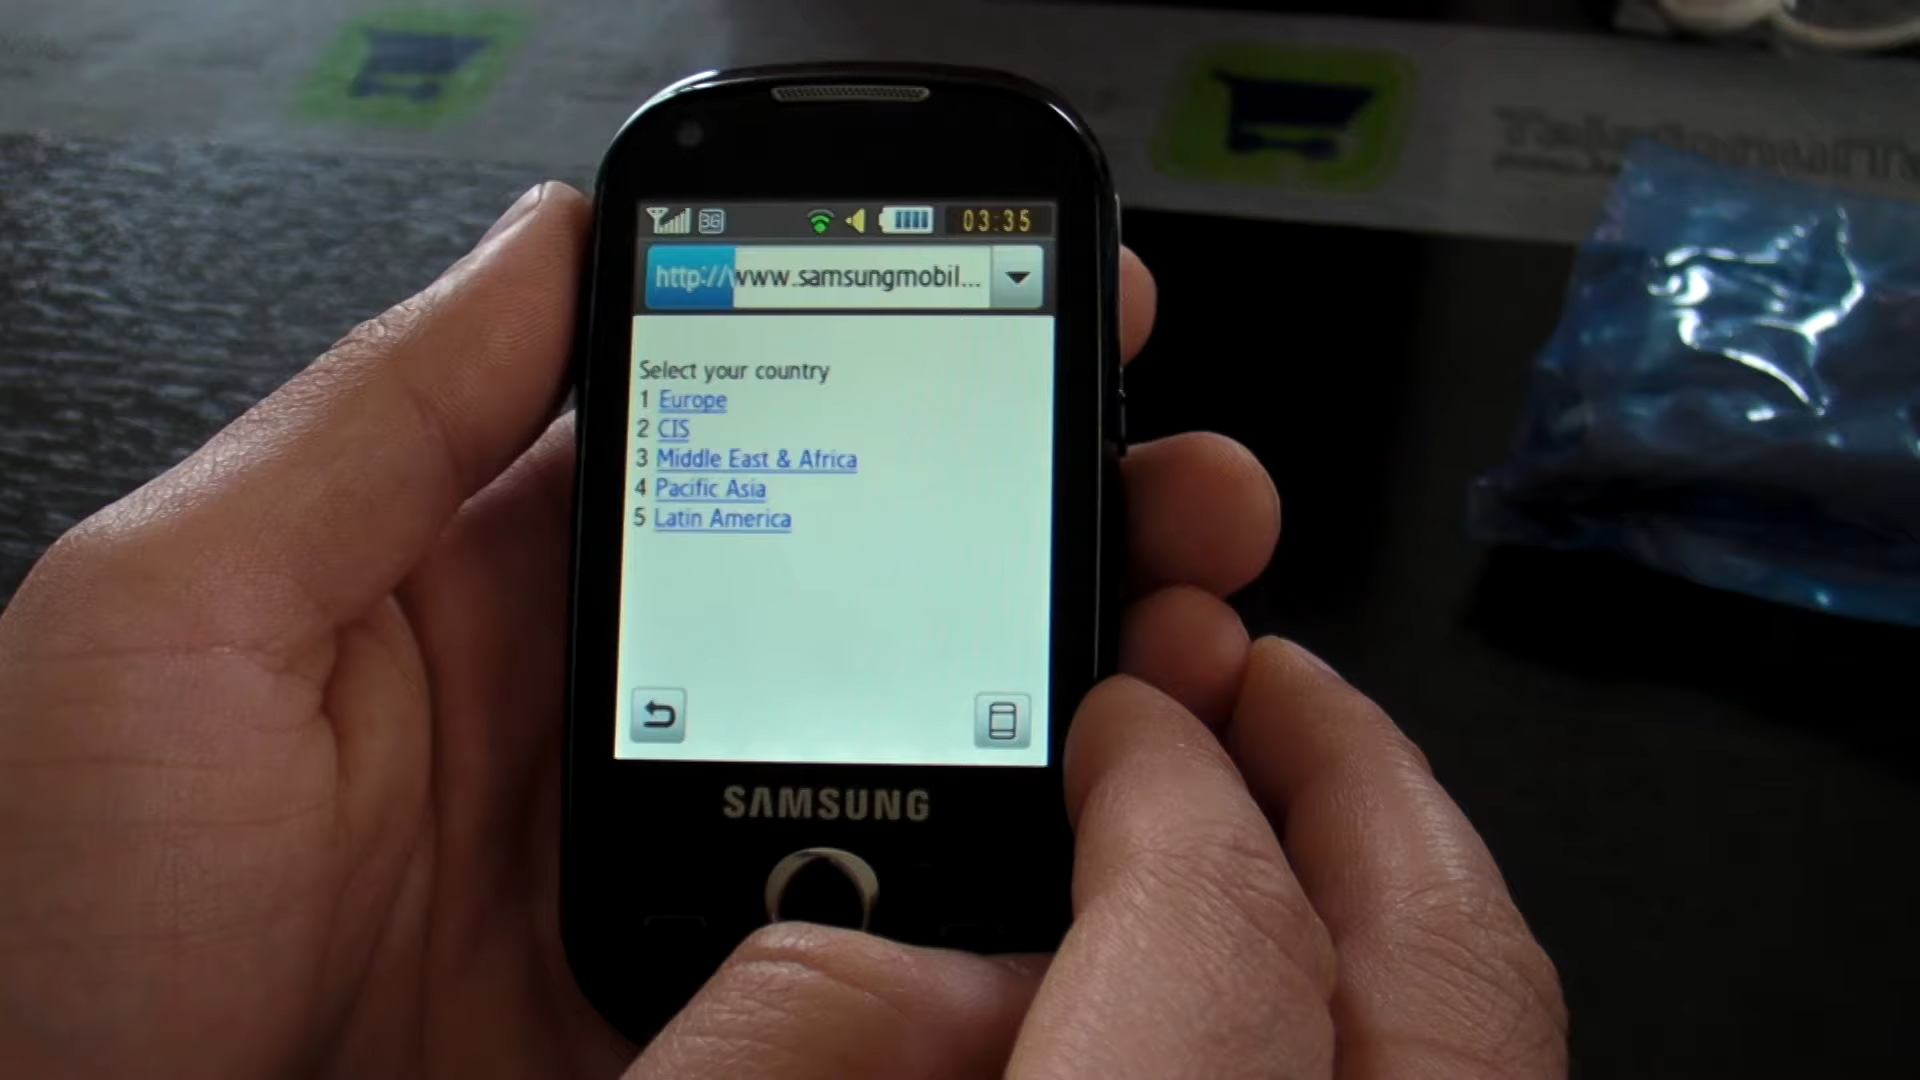 3G
03:35
http://www.samsungmobil...
Select your country
1 Europe
2 CIS
3 Middle East & Africa
4 Pacific Asia
5 Latin America
SAMSUNG